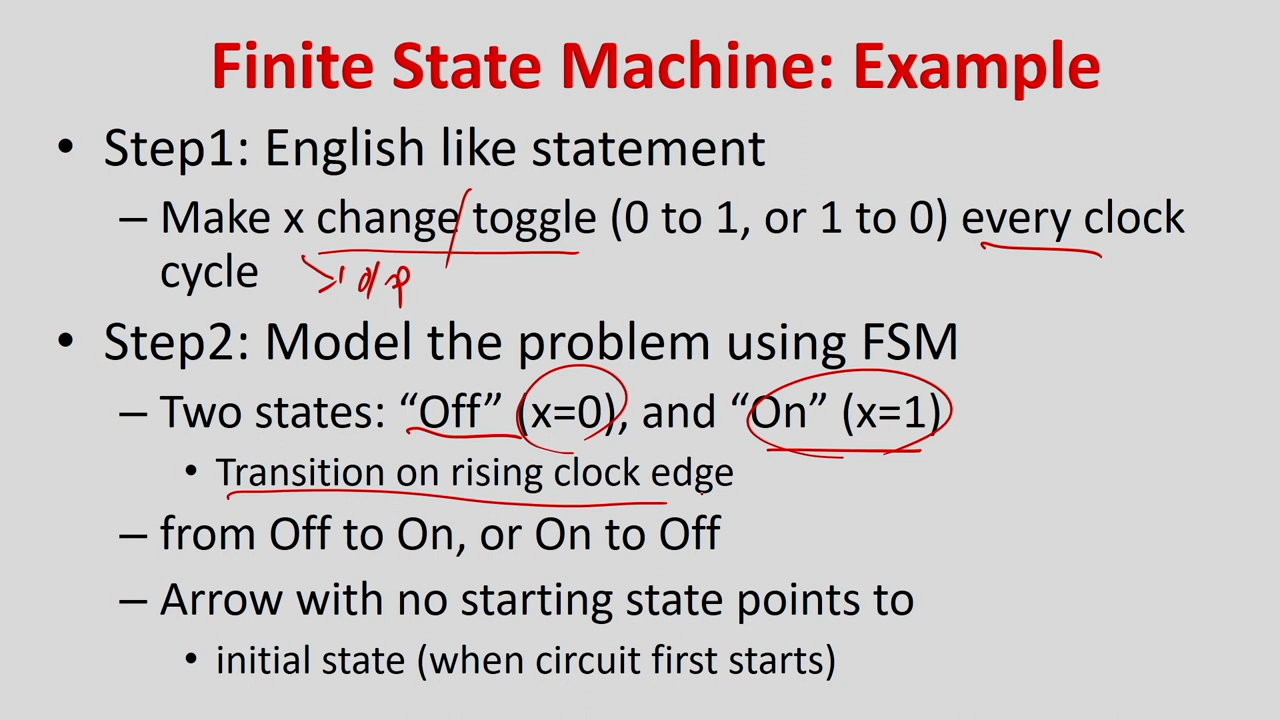 Finite State Machine: Example
• Step1: English like statement
– Make x change/toggle (0 to 1, or 1 to 0) every clock
cycle
o/p
• Step2: Model the problem using FSM
– Two states: “Off” (x=0), and “On” (x=1)
• Transition on rising clock edge
– from Off to On, or On to Off
– Arrow with no starting state points to
• initial state (when circuit first starts)